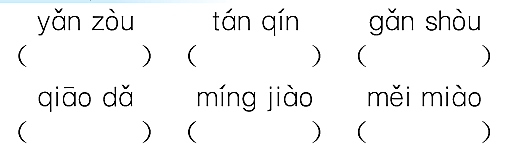 yǎn zòu tán qín gǎn shòu
( ) ( ) ( )
qiāo dǎ míng jiào měi miào
( ) ( ) ( )